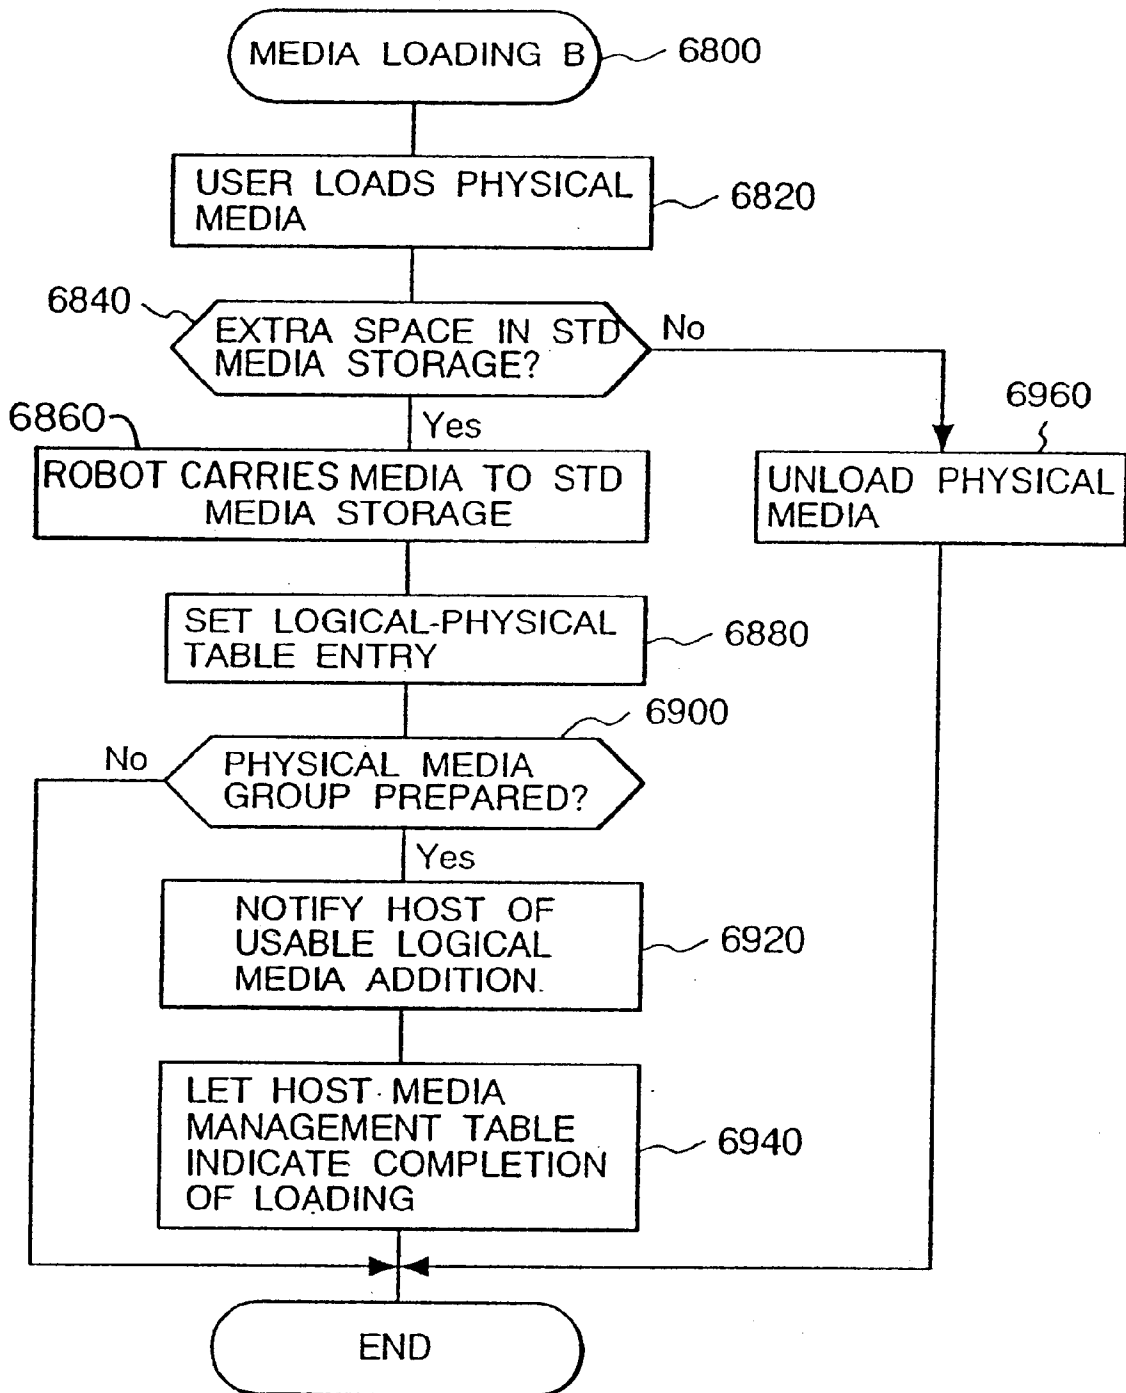 MEDIA LOADING B
6800
USER LOADS PHYSICAL
MEDIA
6820
6840
EXTRA SPACE IN STD
MEDIA STORAGE?
No
Yes
6860
ROBOT CARRIES MEDIA TO STD
MEDIA STORAGE
6960
UNLOAD PHYSICAL
MEDIA
SET LOGICAL-PHYSICAL
TABLE ENTRY
6880
6900
No
PHYSICAL MEDIA
GROUP PREPARED?
Yes
NOTIFY HOST OF
USABLE LOGICAL
MEDIA ADDITION.
6920
LET HOST MEDIA
MANAGEMENT TABLE
INDICATE COMPLETION
OF LOADING
6940
END